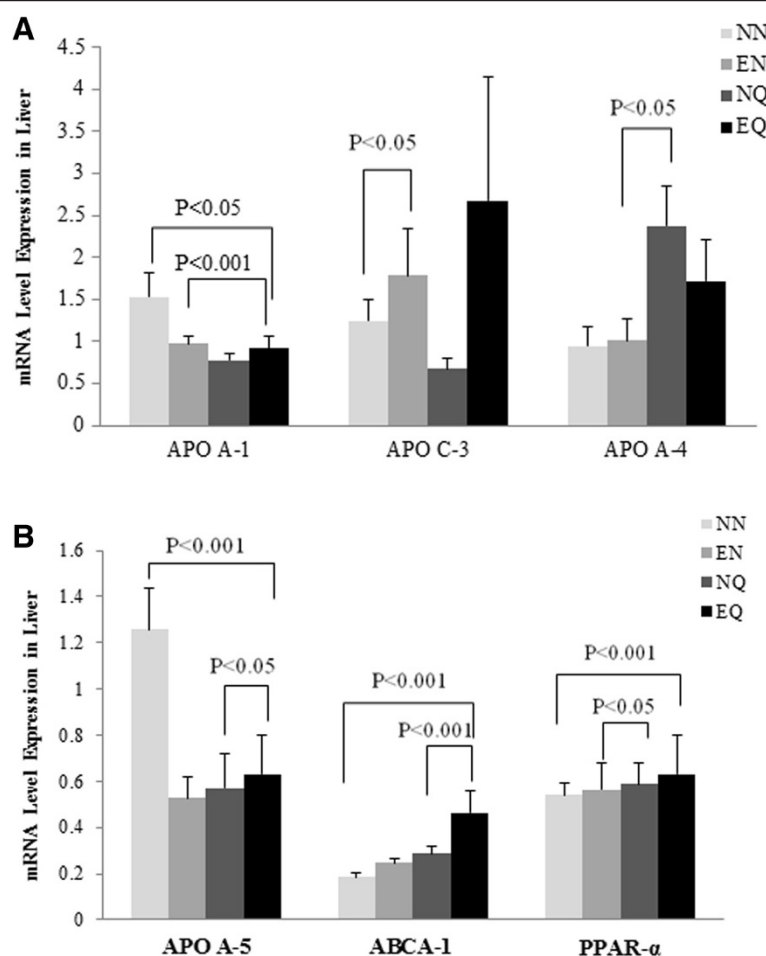 A
mRNA Level Expression in Liver
4.5
4
3.5
3
2.5
2
1.5
1
0.5
0
P<0.05
P<0.001
P<0.05
P<0.05
NN
EN
NQ
EQ
APO A-1
APO C-3
APO A-4
B
mRNA Level Expression in Liver
1.6
1.4
1.2
1
0.8
0.6
0.4
0.2
0
P<0.001
P<0.05
P<0.001
P<0.001
P<0.001
P<0.05
NN
EN
NQ
EQ
APO A-5
ABCA-1
PPAR-α